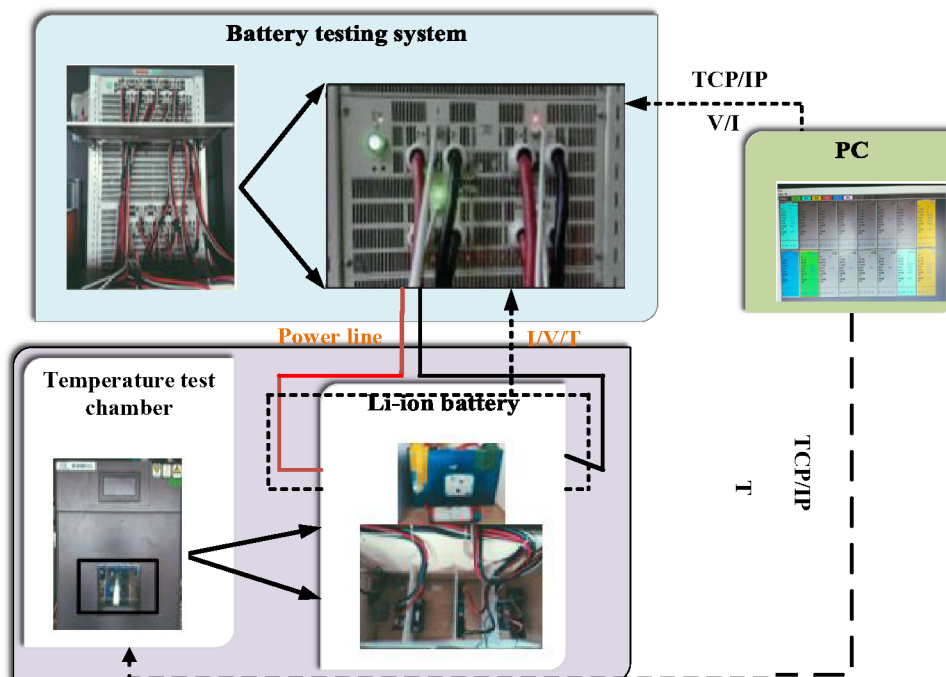 Battery testing system
TCP/IP
V/I
PC
Power line
I/V/T
Temperature test
chamber
Li-ion battery
TCP/IP
T